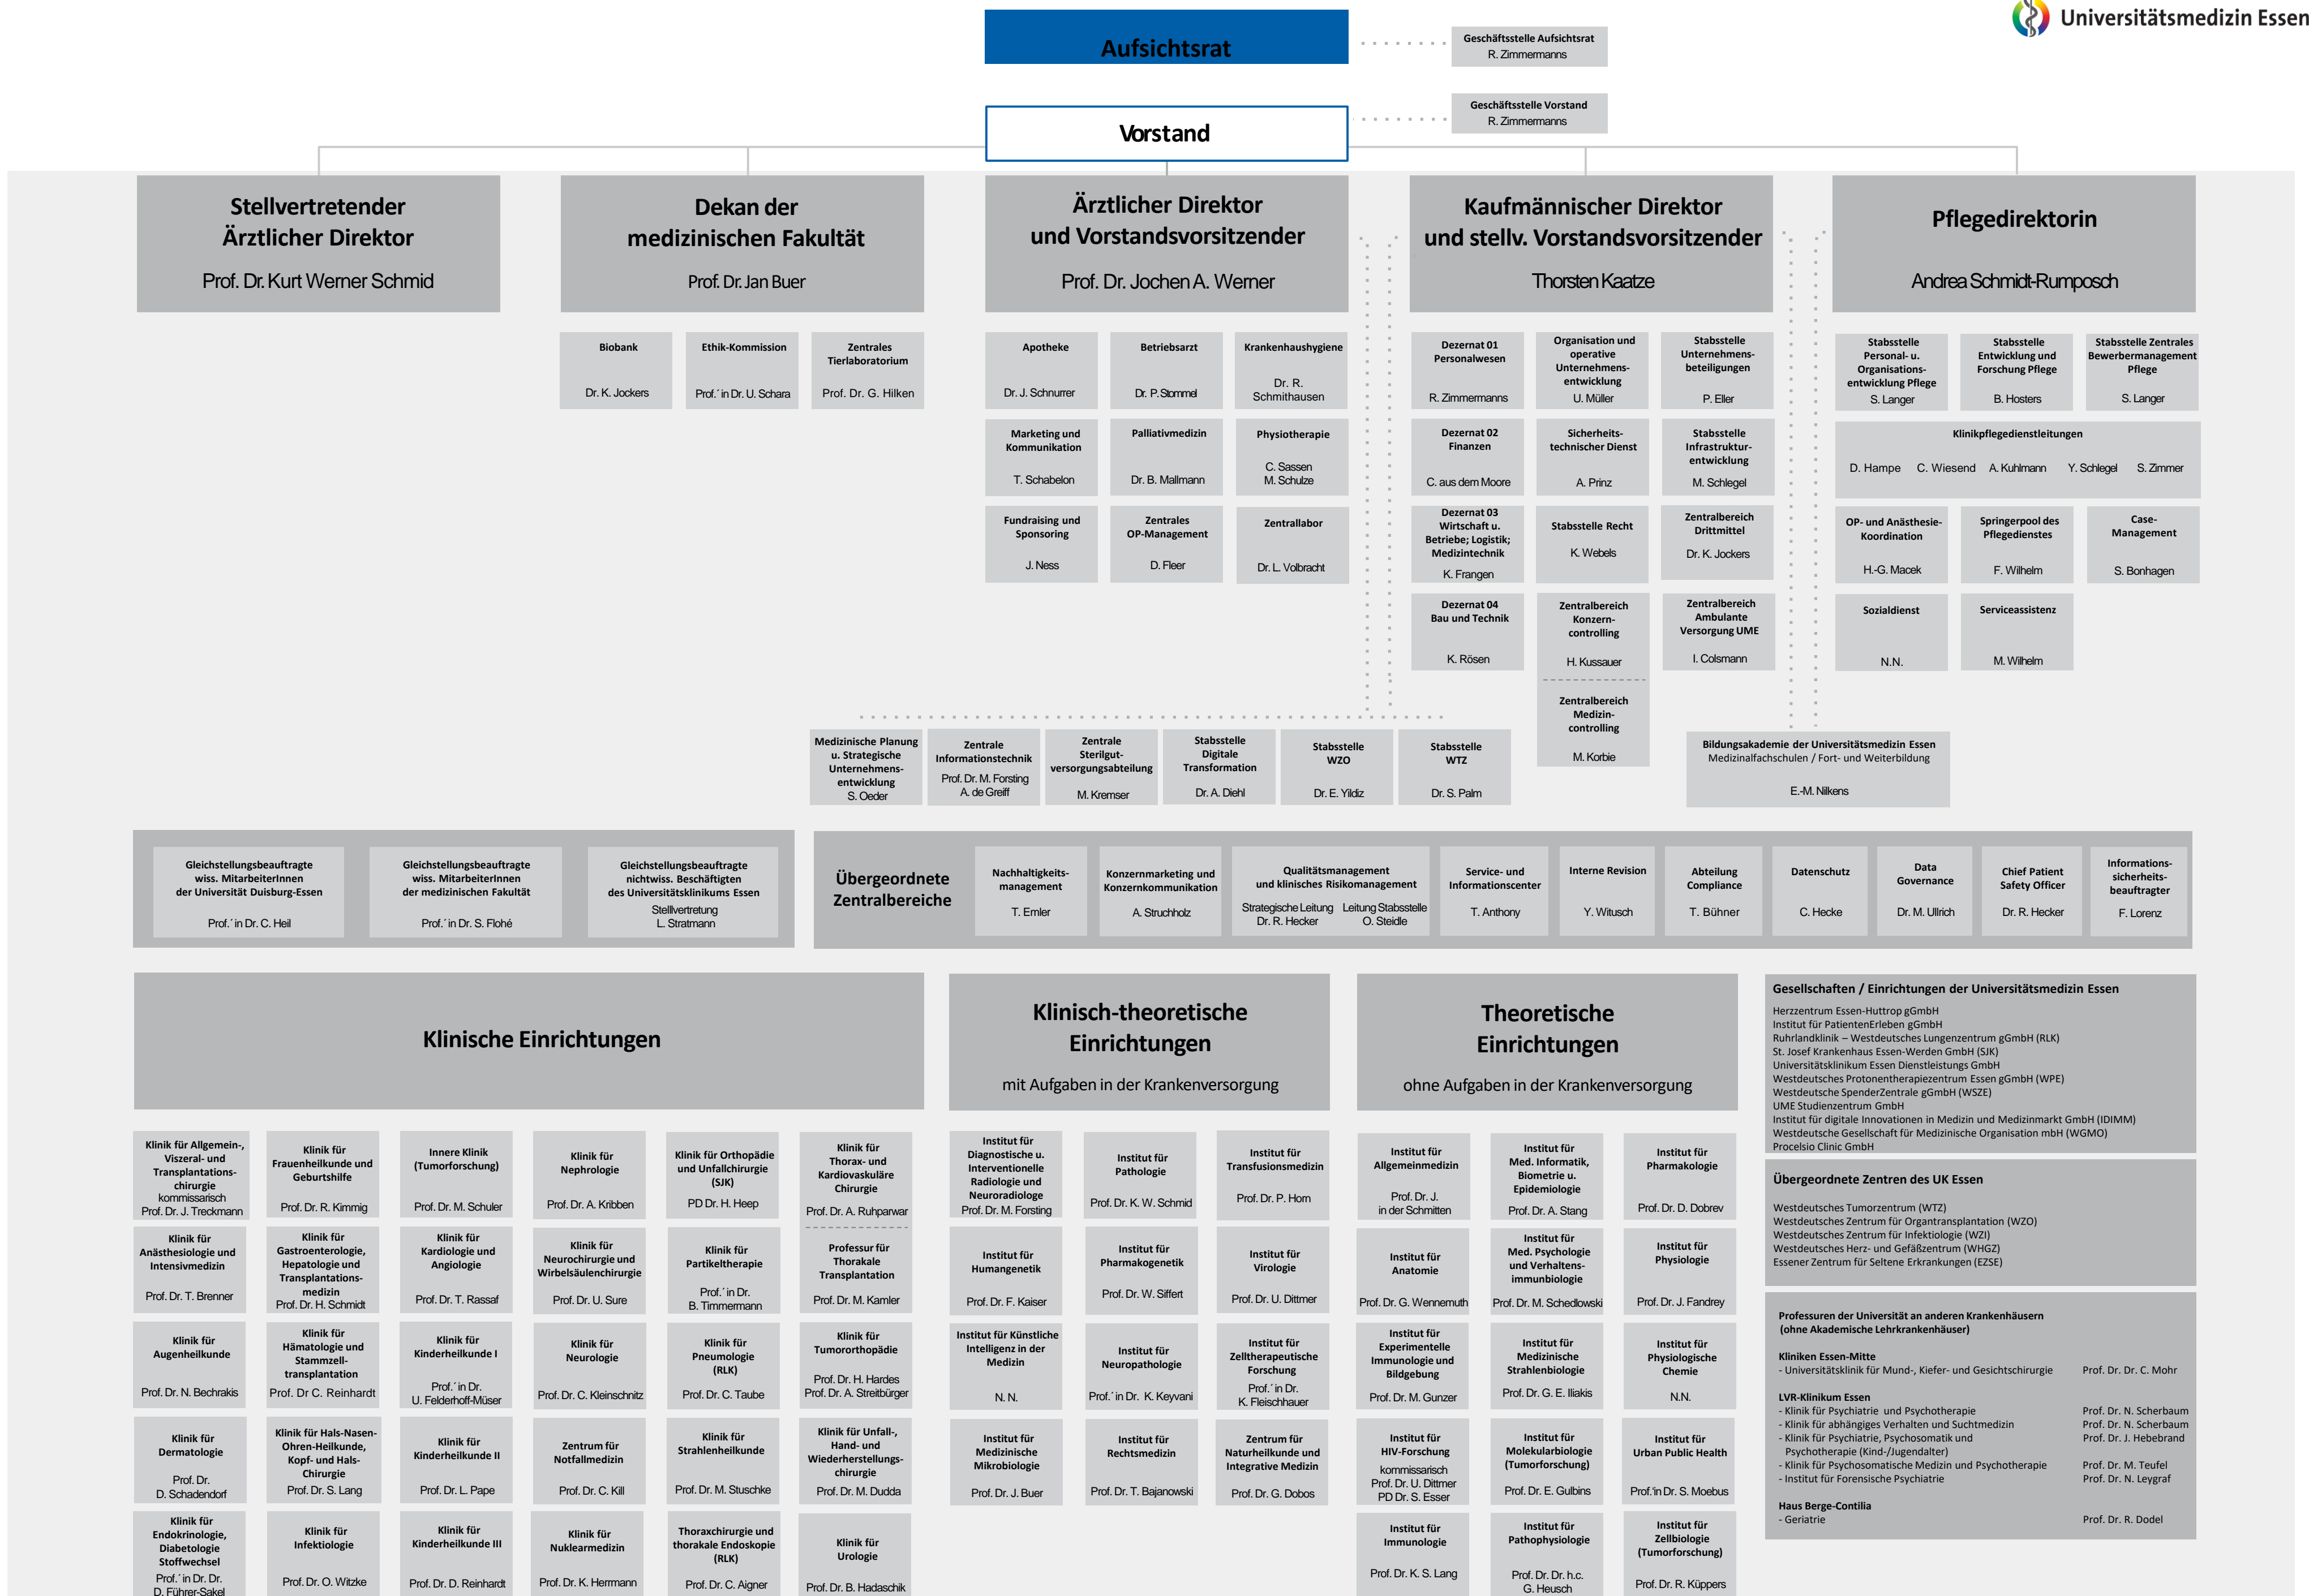 Universitätsmedizin Essen
Aufsichtsrat
Geschäftsstelle Aufsichtsrat
R. Zimmermanns
Geschäftsstelle Vorstand
R. Zimmermanns
Vorstand
Stellvertretender
Ärztlicher Direktor
Prof. Dr. Kurt Werner Schmid
Dekan der
medizinischen Fakultät
Prof. Dr. Jan Buer
Ärztlicher Direktor
und Vorstandsvorsitzender
Prof. Dr. Jochen A. Werner
Kaufmännischer Direktor
und stellv. Vorstandsvorsitzender
Thorsten Kaatze
Pflegedirektorin
Andrea Schmidt-Rumposch
Biobank
Dr. K. Jockers
Ethik-Kommission
Prof.´in Dr. U. Schara
Zentrales
Tierlaboratorium
Prof. Dr. G. Hilken
Apotheke
Dr. J. Schnurrer
Betriebsarzt
Dr. P. Stommel
Krankenhaushygiene
Dr. R.
Schmithausen
Marketing und
Kommunikation
T. Schabelon
Palliativmedizin
Dr. B. Mallmann
Physiotherapie
C. Sassen
M. Schulze
Fundraising und
Sponsoring
J. Ness
Zentrales
OP-Management
D. Fleer
Zentrallabor
Dr. L. Volbracht
Dezernat 01
Personalwesen
R. Zimmermanns
Organisation und
operative
Unternehmens-
entwicklung
U. Müller
Stabsstelle
Unternehmens-
beteiligungen
P. Eller
Dezernat 02
Finanzen
C. aus dem Moore
Sicherheits-
technischer Dienst
A. Prinz
Stabsstelle
Infrastruktur-
entwicklung
M. Schlegel
Dezernat 03
Wirtschaft u.
Betriebe; Logistik;
Medizintechnik
K. Frangen
Stabsstelle Recht
K. Webels
Zentralbereich
Drittmittel
Dr. K. Jockers
Dezernat 04
Bau und Technik
K. Rösen
Zentralbereich
Konzern-
controlling
H. Kussauer
Zentralbereich
Medizin-
controlling
M. Korbie
Zentralbereich
Ambulante
Versorgung UME
I. Colsmann
Stabsstelle
Personal- u.
Organisations-
entwicklung Pflege
S. Langer
Stabsstelle
Entwicklung und
Forschung Pflege
B. Hosters
Stabsstelle Zentrales
Bewerbermanagement
Pflege
S. Langer
Klinikpflegedienstleitungen
D. Hampe C. Wiesend A. Kuhlmann Y. Schlegel S. Zimmer
OP- und Anästhesie-
Koordination
H.-G. Macek
Springerpool des
Pflegedienstes
F. Wilhelm
Case-
Management
S. Bonhagen
Sozialdienst
N.N.
Serviceassistenz
M. Wilhelm
Medizinische Planung
u. Strategische
Unternehmens-
entwicklung
S. Oeder
Zentrale
Informationstechnik
Prof. Dr. M. Forsting
A. de Greiff
Zentrale
Sterilgut-
versorgungsabteilung
M. Kremser
Stabsstelle
Digitale
Transformation
Dr. A. Diehl
Stabsstelle
WZO
Dr. E. Yildiz
Stabsstelle
WTZ
Dr. S. Palm
Bildungsakademie der Universitätsmedizin Essen
Medizinalfachschulen / Fort- und Weiterbildung
E.-M. Nilkens
Gleichstellungsbeauftragte
wiss. MitarbeiterInnen
der Universität Duisburg-Essen
Prof.´in Dr. C. Heil
Gleichstellungsbeauftragte
wiss. MitarbeiterInnen
der medizinischen Fakultät
Prof.´in Dr. S. Flohé
Gleichstellungsbeauftragte
nichtwiss. Beschäftigten
des Universitätsklinikums Essen
Stelllvertretung
L. Stratmann
Übergeordnete
Zentralbereiche
Nachhaltigkeits-
management
T. Emler
Konzernmarketing und
Konzernkommunikation
A. Struchholz
Qualitätsmanagement
und klinisches Risikomanagement
Strategische Leitung Leitung Stabsstelle
Dr. R. Hecker O. Steidle
Service- und
Informationscenter
T. Anthony
Interne Revision
Y. Witusch
Abteilung
Compliance
T. Bühner
Datenschutz
C. Hecke
Data
Governance
Dr. M. Ullrich
Chief Patient
Safety Officer
Dr. R. Hecker
Informations-
sicherheits-
beauftragter
F. Lorenz
Klinische Einrichtungen
Klinisch-theoretische
Einrichtungen
mit Aufgaben in der Krankenversorgung
Theoretische
Einrichtungen
ohne Aufgaben in der Krankenversorgung
Klinik für Allgemein-,
Viszeral- und
Transplantations-
chirurgie
kommissarisch
Prof. Dr. J. Treckmann
Klinik für
Frauenheilkunde und
Geburtshilfe
Prof. Dr. R. Kimmig
Innere Klinik
(Tumorforschung)
Prof. Dr. M. Schuler
Klinik für
Nephrologie
Prof. Dr. A. Kribben
Klinik für Orthopädie
und Unfallchirurgie
(SJK)
PD Dr. H. Heep
Klinik für
Thorax- und
Kardiovaskuläre
Chirurgie
Prof. Dr. A. Ruhparwar
Klinik für
Anästhesiologie und
Intensivmedizin
Prof. Dr. T. Brenner
Klinik für
Gastroenterologie,
Hepatologie und
Transplantations-
medizin
Prof. Dr. H. Schmidt
Klinik für
Kardiologie und
Angiologie
Prof. Dr. T. Rassaf
Klinik für
Neurochirurgie und
Wirbelsäulenchirurgie
Prof. Dr. U. Sure
Klinik für
Partikeltherapie
Prof.´in Dr.
B. Timmermann
Professur für
Thorakale
Transplantation
Prof. Dr. M. Kamler
Klinik für
Augenheilkunde
Prof. Dr. N. Bechrakis
Klinik für
Hämatologie und
Stammzell-
transplantation
Prof. Dr C. Reinhardt
Klinik für
Kinderheilkunde I
Prof.´in Dr.
U. Felderhoff-Müser
Klinik für
Neurologie
Prof. Dr. C. Kleinschnitz
Klinik für
Pneumologie
(RLK)
Prof. Dr. C. Taube
Klinik für
Tumororthopädie
Prof. Dr. H. Hardes
Prof. Dr. A. Streitbürger
Klinik für
Dermatologie
Prof. Dr.
D. Schadendorf
Klinik für Hals-Nasen-
Ohren-Heilkunde,
Kopf- und Hals-
Chirurgie
Prof. Dr. S. Lang
Klinik für
Kinderheilkunde II
Prof. Dr. L. Pape
Zentrum für
Notfallmedizin
Prof. Dr. C. Kill
Klinik für
Strahlenheilkunde
Prof. Dr. M. Stuschke
Klinik für Unfall-,
Hand- und
Wiederherstellungs-
chirurgie
Prof. Dr. M. Dudda
Klinik für
Endokrinologie,
Diabetologie
Stoffwechsel
Prof.´in Dr. Dr.
D. Führer-Sakel
Klinik für
Infektiologie
Prof. Dr. O. Witzke
Klinik für
Kinderheilkunde III
Prof. Dr. D. Reinhardt
Klinik für
Nuklearmedizin
Prof. Dr. K. Herrmann
Thoraxchirurgie und
thorakale Endoskopie
(RLK)
Prof. Dr. C. Aigner
Klinik für
Urologie
Prof. Dr. B. Hadaschik
Institut für
Diagnostische u.
Interventionelle
Radiologie und
Neuroradiologe
Prof. Dr. M. Forsting
Institut für
Pathologie
Prof. Dr. K. W. Schmid
Institut für
Transfusionsmedizin
Prof. Dr. P. Horn
Institut für
Humangenetik
Prof. Dr. F. Kaiser
Institut für
Pharmakogenetik
Prof. Dr. W. Siffert
Institut für
Virologie
Prof. Dr. U. Dittmer
Institut für Künstliche
Intelligenz in der
Medizin
N. N.
Institut für
Neuropathologie
Prof.´in Dr. K. Keyvani
Institut für
Zelltherapeutische
Forschung
Prof.´in Dr.
K. Fleischhauer
Institut für
Medizinische
Mikrobiologie
Prof. Dr. J. Buer
Institut für
Rechtsmedizin
Prof. Dr. T. Bajanowski
Zentrum für
Naturheilkunde und
Integrative Medizin
Prof. Dr. G. Dobos
Institut für
Allgemeinmedizin
Prof. Dr. J.
in der Schmitten
Institut für
Med. Informatik,
Biometrie u.
Epidemiologie
Prof. Dr. A. Stang
Institut für
Pharmakologie
Prof. Dr. D. Dobrev
Institut für
Anatomie
Prof. Dr. G. Wennemuth
Institut für
Med. Psychologie
und Verhaltens-
immunbiologie
Prof. Dr. M. Schedlowski
Institut für
Physiologie
Prof. Dr. J. Fandrey
Institut für
Experimentelle
Immunologie und
Bildgebung
Prof. Dr. M. Gunzer
Institut für
Medizinische
Strahlenbiologie
Prof. Dr. G. E. Iliakis
Institut für
Physiologische
Chemie
N.N.
Institut für
HIV-Forschung
kommissarisch
Prof. Dr. U. Dittmer
PD Dr. S. Esser
Institut für
Molekularbiologie
(Tumorforschung)
Prof. Dr. E. Gulbins
Institut für
Urban Public Health
Prof.'in Dr. S. Moebus
Institut für
Immunologie
Prof. Dr. K. S. Lang
Institut für
Pathophysiologie
Prof. Dr. Dr. h.c.
G. Heusch
Institut für
Zellbiologie
(Tumorforschung)
Prof. Dr. R. Küppers
Gesellschaften / Einrichtungen der Universitätsmedizin Essen
Herzzentrum Essen-Huttrop gGmbH
Institut für PatientenErleben gGmbH
Ruhrlandklinik – Westdeutsches Lungenzentrum gGmbH (RLK)
St. Josef Krankenhaus Essen-Werden GmbH (SJK)
Universitätsklinikum Essen Dienstleistungs GmbH
Westdeutsches Protonentherapiezentrum Essen gGmbH (WPE)
Westdeutsche SpenderZentrale gGmbH (WSZE)
UME Studienzentrum GmbH
Institut für digitale Innovationen in Medizin und Medizinmarkt GmbH (IDIMM)
Westdeutsche Gesellschaft für Medizinische Organisation mbH (WGMO)
Procelsio Clinic GmbH
Übergeordnete Zentren des UK Essen
Westdeutsches Tumorzentrum (WTZ)
Westdeutsches Zentrum für Organtransplantation (WZO)
Westdeutsches Zentrum für Infektiologie (WZI)
Westdeutsches Herz- und Gefäßzentrum (WHGZ)
Essener Zentrum für Seltene Erkrankungen (EZSE)
Professuren der Universität an anderen Krankenhäusern
(ohne Akademische Lehrkrankenhäuser)
Kliniken Essen-Mitte
- Universitätsklinik für Mund-, Kiefer- und Gesichtschirurgie Prof. Dr. Dr. C. Mohr
LVR-Klinikum Essen
- Klinik für Psychiatrie und Psychotherapie Prof. Dr. N. Scherbaum
- Klinik für abhängiges Verhalten und Suchtmedizin Prof. Dr. N. Scherbaum
- Klinik für Psychiatrie, Psychosomatik und Prof. Dr. J. Hebebrand
Psychotherapie (Kind-/Jugendalter)
- Klinik für Psychosomatische Medizin und Psychotherapie Prof. Dr. M. Teufel
- Institut für Forensische Psychiatrie Prof. Dr. N. Leygraf
Haus Berge-Contilia
- Geriatrie Prof. Dr. R. Dodel